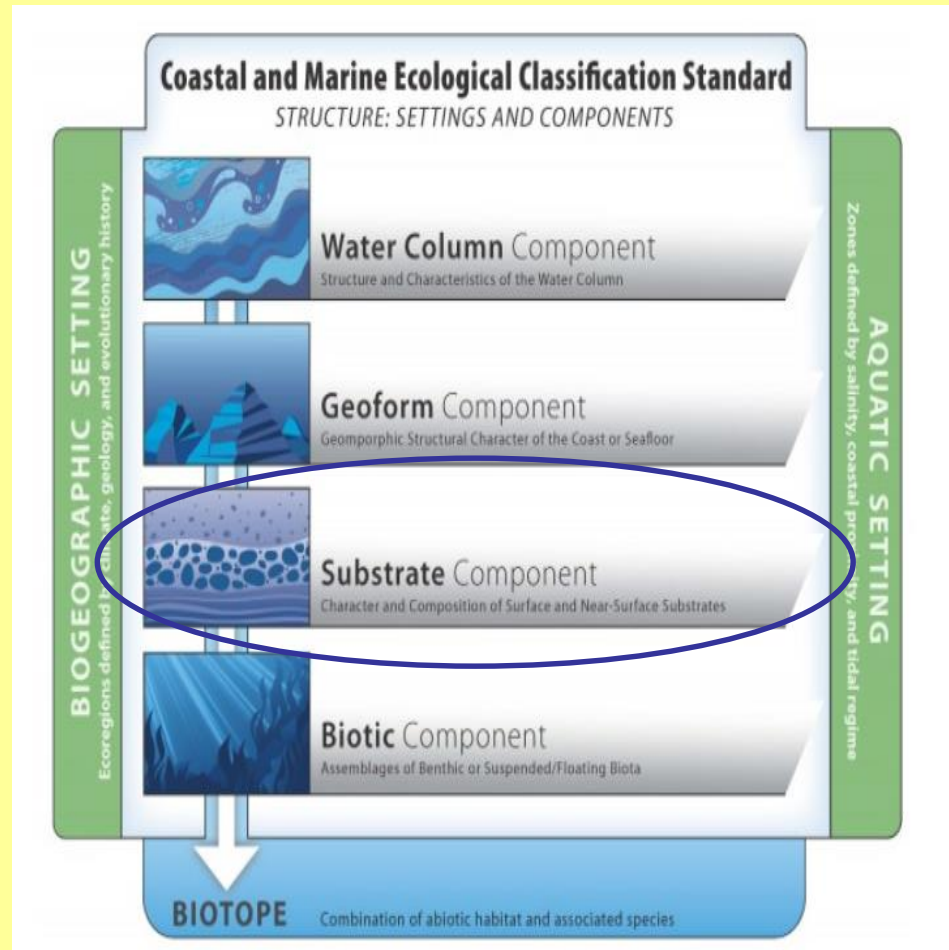 Coastal and Marine Ecological Classification Standard
STRUCTURE: SETTINGS AND COMPONENTS
BIOGEOGRAPHIC SETTING
Ecoregions defined by climate, geology, and evolutionary history
Water Column Component
Structure and Characteristics of the Water Column
Geoform Component
Geomporphic Structural Character of the Coast or Seafloor
Substrate Component
Character and Composition of Surface and Near-Surface Substrates
Biotic Component
Assemblages of Benthic or Suspended/Floating Biota
AQUATIC SETTING
Zones defined by salinity, coastal proximity, and tidal regime
BIOTOPE
Combination of abiotic habitat and associated species